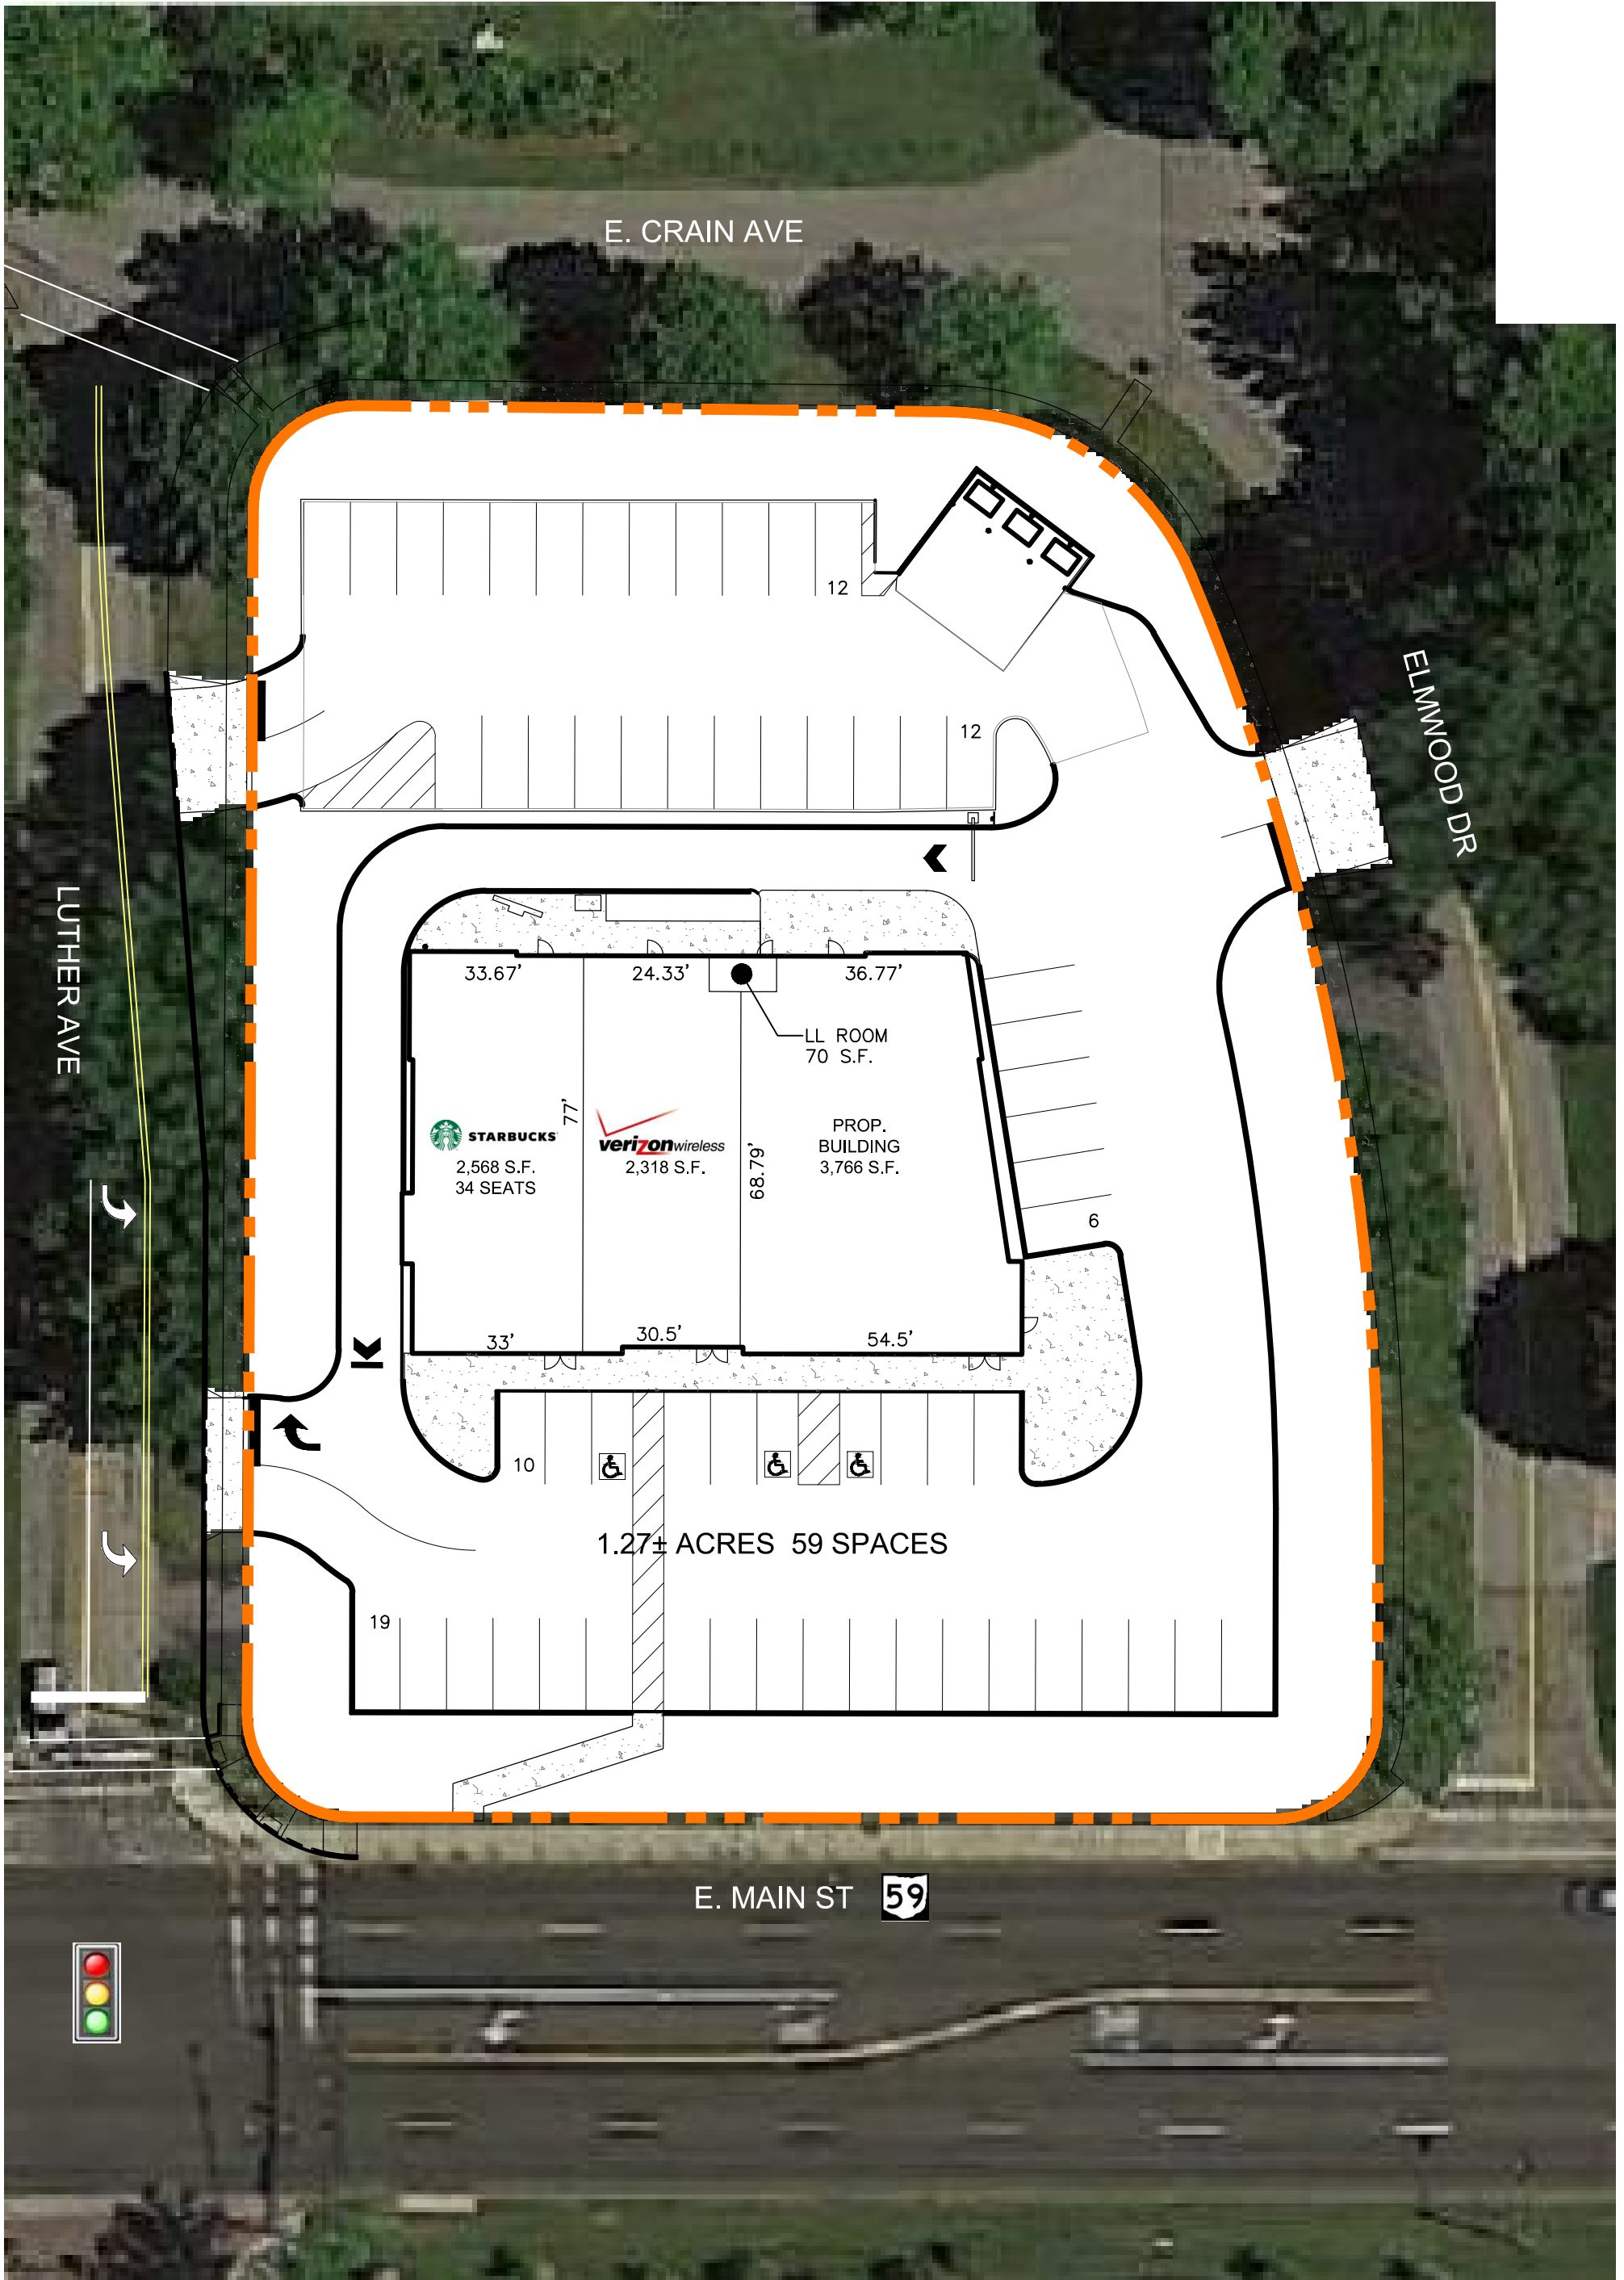 E. CRAIN AVE
12
12
ELMWOOD DR
LUTHER AVE
33.67'
24.33'
36.77'
LL ROOM
70 S.F.
77'
68.79'
STARBUCKS
2,568 S.F.
34 SEATS
verizonwireless
2,318 S.F.
PROP.
BUILDING
3,766 S.F.
6
33'
30.5'
54.5'
10
1.27± ACRES 59 SPACES
19
E. MAIN ST
59